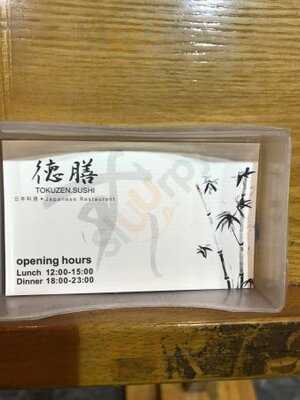 徳膳
TOKUZEN.SUSHI
日本料理 • Japanese Restaurant
opening hours
Lunch 12:00-15:00
Dinner 18:00-23:00